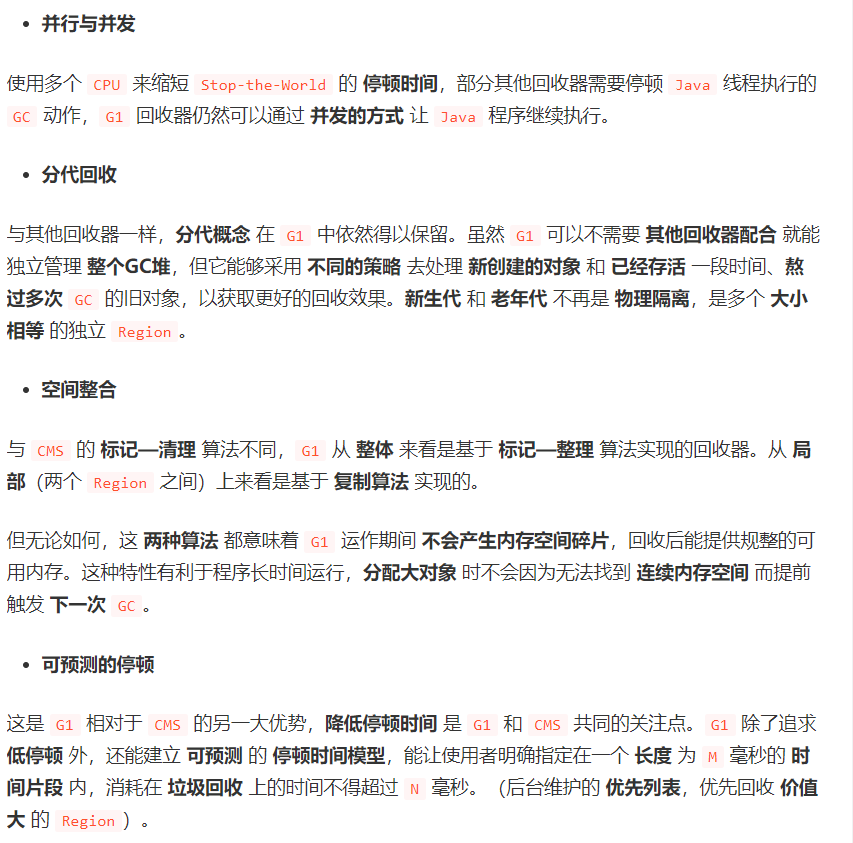 • 并行与并发
使用多个 CPU 来缩短 Stop-the-World 的 停顿时间，部分其他回收器需要停顿 Java 线程执行的
GC 动作， G1 回收器仍然可以通过 并发的方式 让 Java 程序继续执行。
• 分代回收
与其他回收器一样，分代概念 在 G1 中依然得以保留。虽然 G1 可以不需要 其他回收器配合 就能
独立管理 整个GC堆，但它能够采用 不同的策略 去处理 新创建的对象 和 已经存活 一段时间、熬
过多次 GC 的旧对象，以获取更好的回收效果。新生代 和 老年代 不再是 物理隔离，是多个 大小
相等 的独立 Region 。
• 空间整合
与 CMS 的 标记—清理 算法不同， G1 从 整体 来看是基于 标记—整理 算法实现的回收器。从 局
部（两个 Region 之间）上来看是基于 复制算法 实现的。
但无论如何，这 两种算法 都意味着 G1 运作期间 不会产生内存空间碎片，回收后能提供规整的可
用内存。这种特性有利于程序长时间运行，分配大对象 时不会因为无法找到 连续内存空间 而提前
触发 下一次 GC 。
• 可预测的停顿
这是 G1 相对于 CMS 的另一大优势，降低停顿时间 是 G1 和 CMS 共同的关注点。 G1 除了追求
低停顿 外，还能建立 可预测 的 停顿时间模型，能让使用者明确指定在一个 长度 为 M 毫秒的 时
间片段 内，消耗在 垃圾回收 上的时间不得超过 N 毫秒。（后台维护的 优先列表，优先回收 价值
大 的 Region ）。